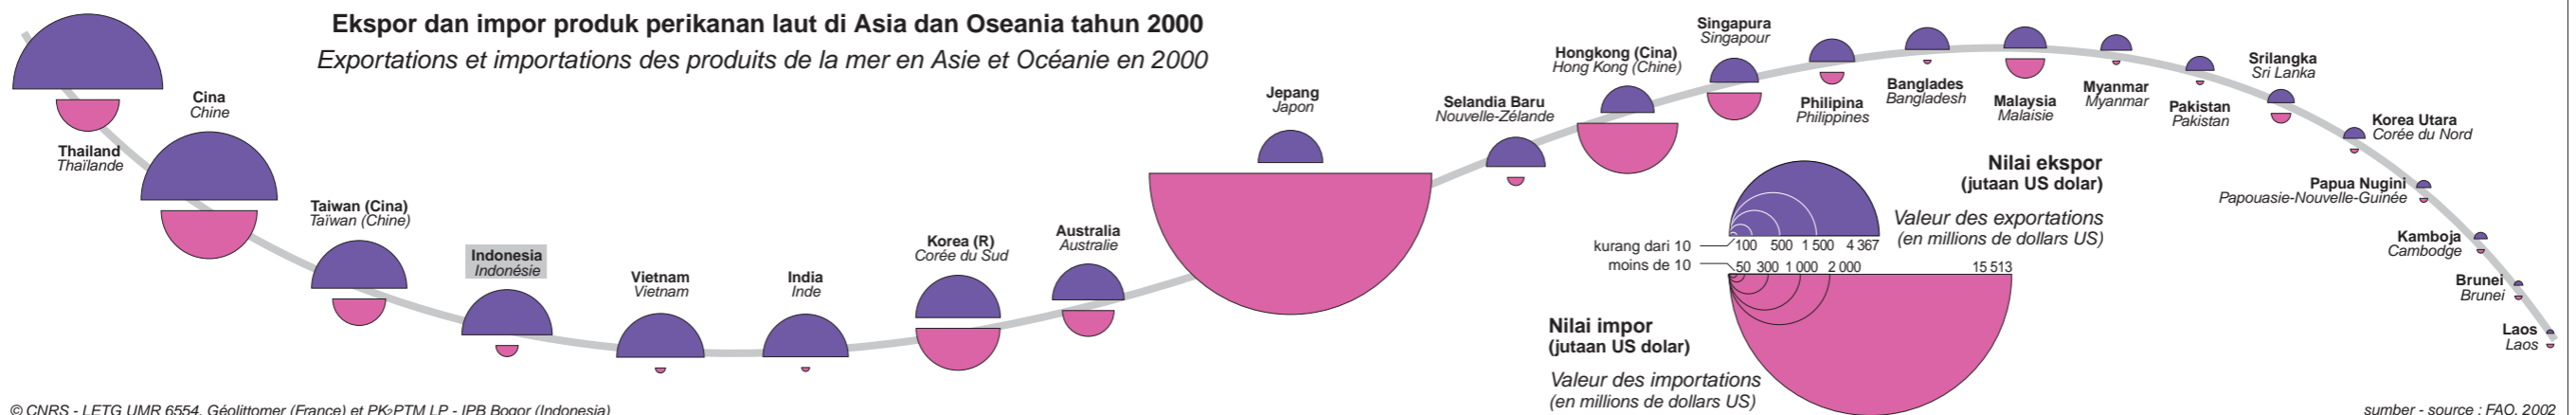 Ekspor dan impor produk perikanan laut di Asia dan Oseania tahun 2000
Exportations et importations des produits de la mer en Asie et Océanie en 2000
Thailand
Thaïlande
Cina
Chine
Taiwan (Cina)
Taïwan (Chine)
Indonesia
Indonésie
Vietnam
Vietnam
India
Inde
Korea (R)
Corée du Sud
Australia
Australie
Jepang
Japon
Selandia Baru
Nouvelle-Zélande
Hongkong (Cina)
Hong Kong (Chine)
Singapura
Singapour
Philipina
Philippines
Banglades
Bangladesh
Malaysia
Malaisie
Myanmar
Myanmar
Pakistan
Pakistan
Srilangka
Sri Lanka
Korea Utara
Corée du Nord
Papua Nugini
Papouasie-Nouvelle-Guinée
Kamboja
Cambodge
Brunei
Brunei
Laos
Laos
Nilai ekspor
(jutaan US dolar)
Valeur des exportations
(en millions de dollars US)
kurang dari 10
moins de 10
100 500 1 500 4 367
50 300 1 000 2 000 15 513
Nilai impor
(jutaan US dolar)
Valeur des importations
(en millions de dollars US)
© CNRS - LETG UMR 6554, Géolittomer (France) et PK2PTM LP - IPB Bogor (Indonesia)
sumber - source : FAO, 2002